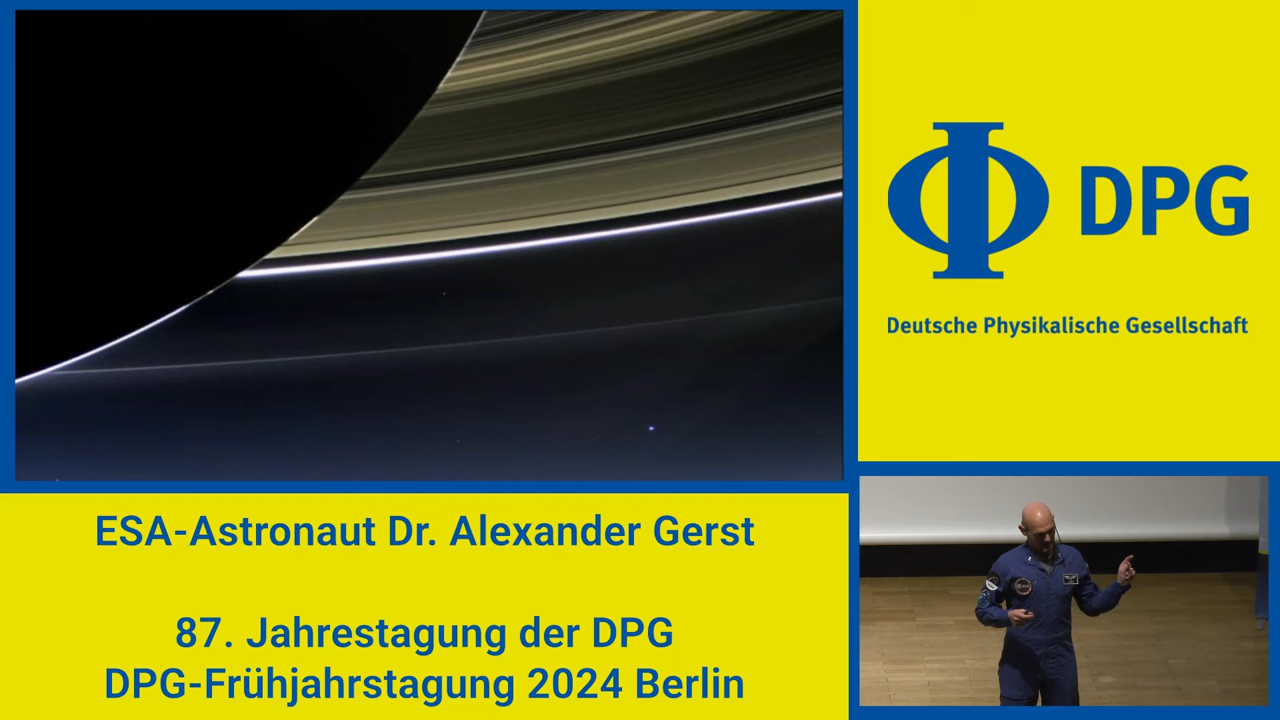 DPG
Deutsche Physikalische Gesellschaft
ESA-Astronaut Dr. Alexander Gerst
87. Jahrestagung der DPG
DPG-Frühjahrstagung 2024 Berlin